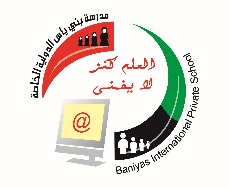 مدرسة بني ياس الدولية الخاصة
العلم كنز
لا يفنى
@
Baniyas International Private School